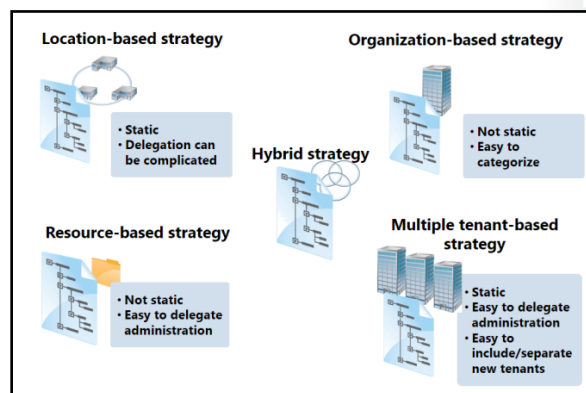 Location-based strategy
• Static
• Delegation can
be complicated
Organization-based strategy
• Not static
• Easy to
categorize
Hybrid strategy
Resource-based strategy
• Not static
• Easy to delegate
administration
Multiple tenant-based
strategy
• Static
• Easy to delegate
administration
• Easy to
include/separate
new tenants